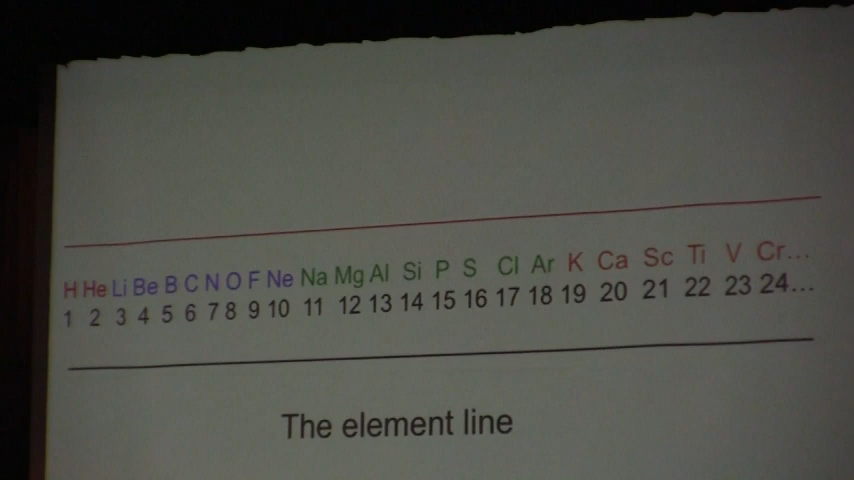 H He Li Be B C N O F Ne Na Mg Al Si P S Cl Ar K Ca Sc Ti V Cr...
1 2 3 4 5 6 7 8 9 10 11 12 13 14 15 16 17 18 19 20 21 22 23 24...
The element line